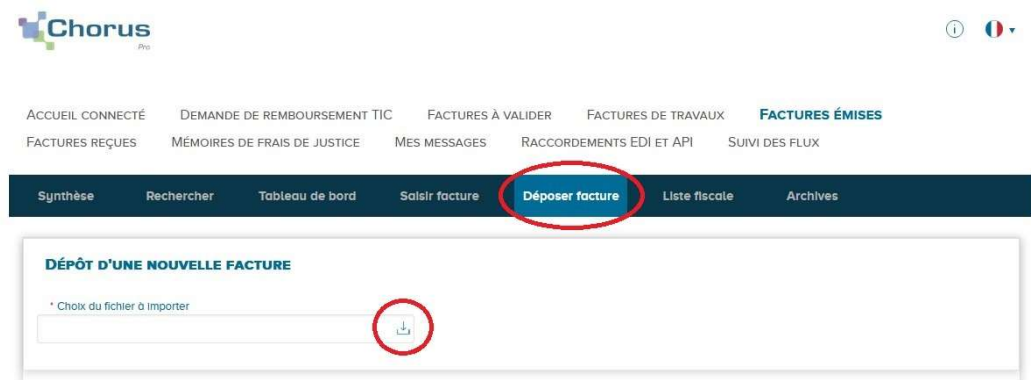 Chorus
Pro
ACCUEIL CONNECTÉ DEMANDE DE REMBOURSEMENT TIC FACTURES À VALIDER FACTURES DE TRAVAUX FACTURES ÉMISES
FACTURES REÇUES MÉMOIRES DE FRAIS DE JUSTICE MES MESSAGES RACCORDEMENTS EDI ET API SUIVI DES FLUX
Synthèse Rechercher Tableau de bord Saisir facture Déposer facture Liste fiscale Archives
DÉPÔT D'UNE NOUVELLE FACTURE
* Choix du fichier à importer